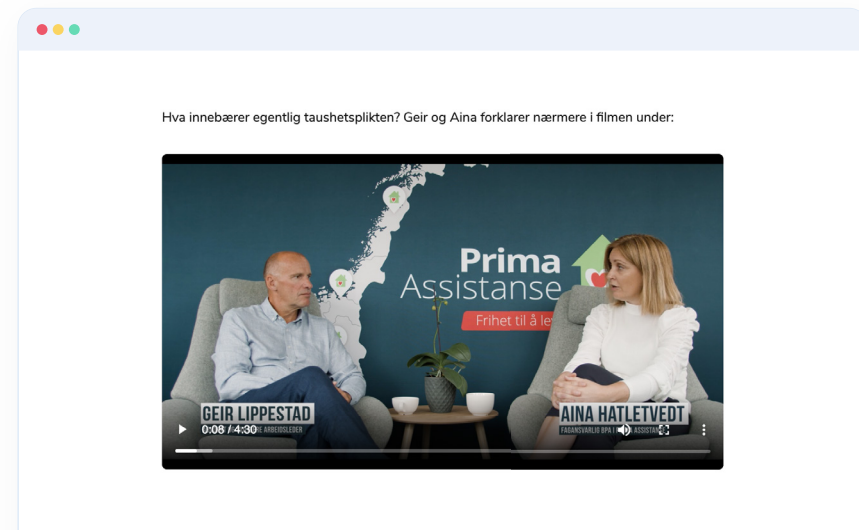 Hva innebærer egentlig taushetsplikten? Geir og Aina forklarer nærmere i filmen under:
Prima
Assistanse
Frihet til å le
GEIR LIPPESTAD
ARBEIDSLEDER
AINA HATLETVEDT
FAGANSVARLIG BPA I ASSISTANSE
0:08 / 4:30